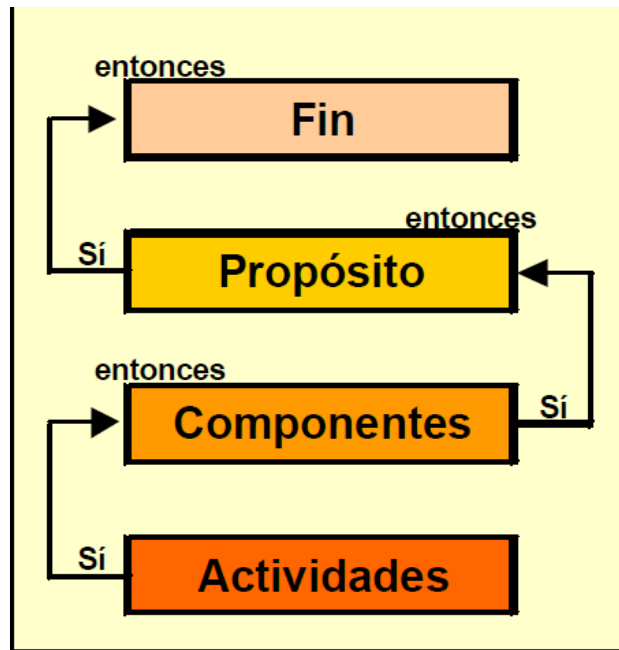 entonces
Fin
Sí
entonces
Propósito
entonces
Componentes
Sí
Sí
Actividades